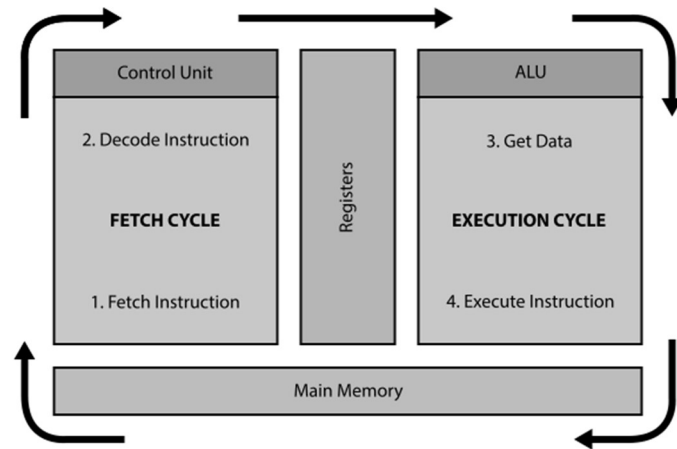 Control Unit
2. Decode Instruction
FETCH CYCLE
1. Fetch Instruction
Registers
ALU
3. Get Data
EXECUTION CYCLE
4. Execute Instruction
Main Memory